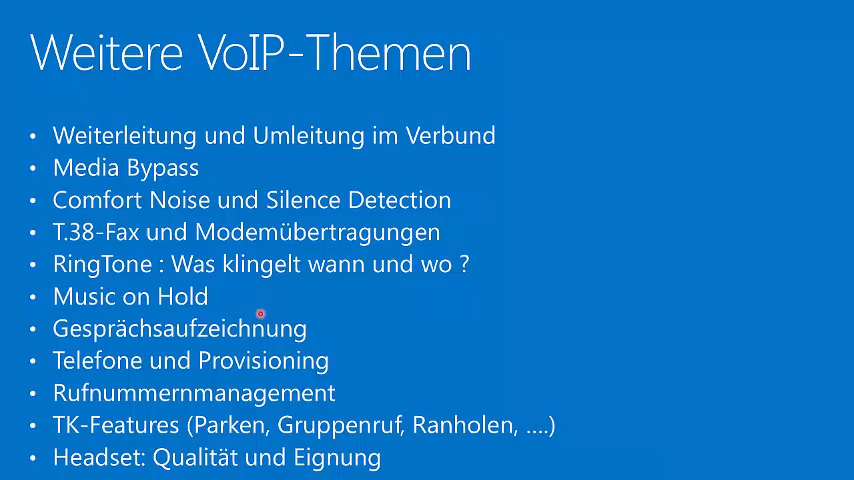 Weitere VoIP-Themen
• Weiterleitung und Umleitung im Verbund
• Media Bypass
• Comfort Noise und Silence Detection
• T.38-Fax und Modemübertragungen
• RingTone : Was klingelt wann und wo ?
• Music on Hold
• Gesprächsaufzeichnung
• Telefone und Provisioning
• Rufnummernmanagement
• TK-Features (Parken, Gruppenruf, Ranholen, ....)
• Headset: Qualität und Eignung